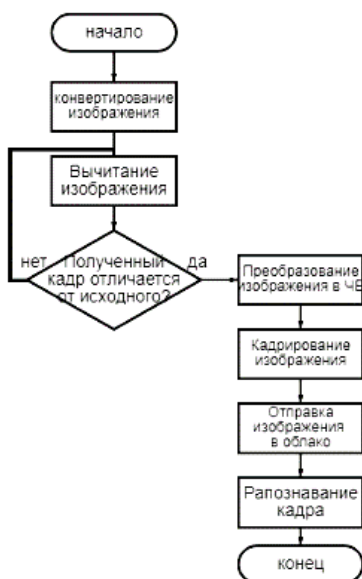 начало
конвертирование
изображения
Вычитание
изображения
нет Полученный да
кадр отличается
от исходного?
Преобразование
изображения в ЧБ
Кадрирование
изображения
Отправка
изображения
в облако
Рапознавание
кадра
конец